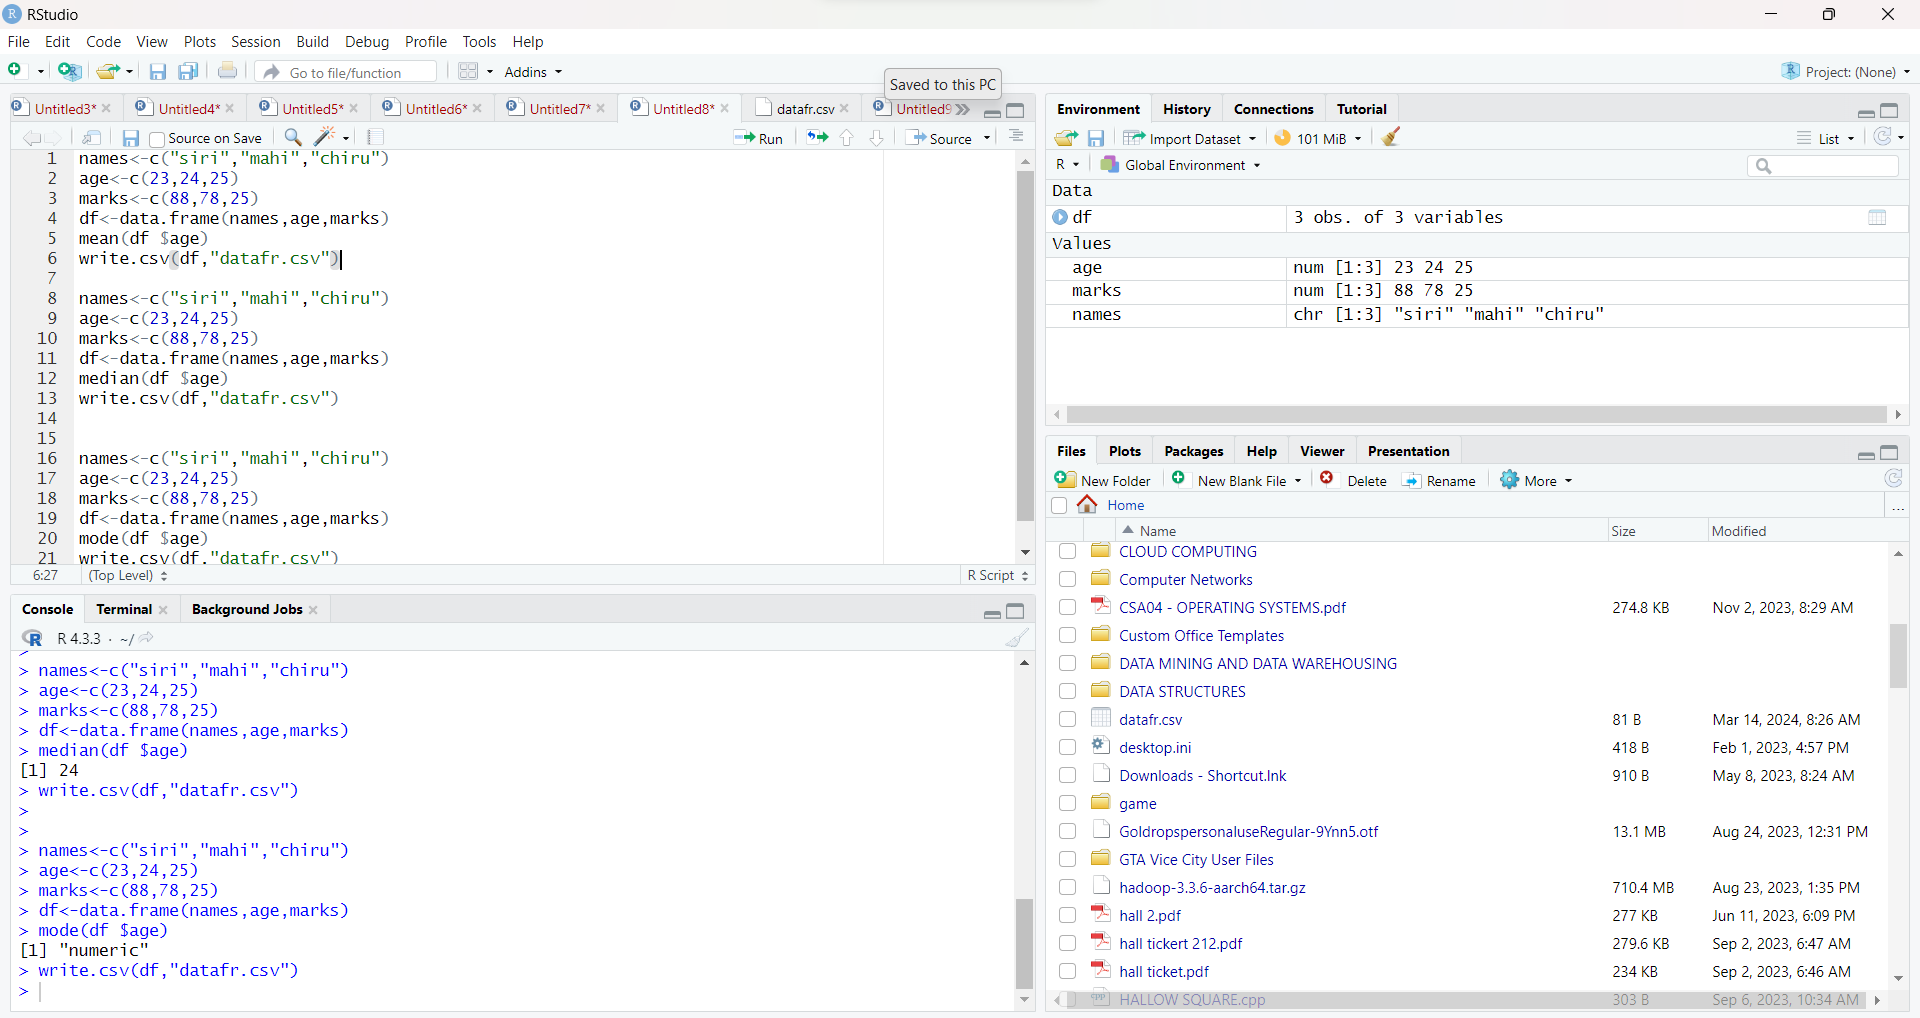 RStudio
File Edit Code View Plots Session Build Debug Profile Tools Help
Go to file/function Addins
Saved to this PC
Project: (None)
Untitled3* Untitled4* Untitled5* Untitled6* Untitled7* Untitled8* datafr.csv Untitled9
Source on Save Run Source
1 names<-c("siri","mahi","chiru")
2 age<-c(23,24,25)
3 marks<-c(88,78,25)
4 df<-data.frame(names,age,marks)
5 mean(df $age)
6 write.csv(df,"datafr.csv")
7
8 names<-c("siri","mahi","chiru")
9 age<-c(23,24,25)
10 marks<-c(88,78,25)
11 df<-data.frame(names,age,marks)
12 median(df $age)
13 write.csv(df,"datafr.csv")
14
15
16 names<-c("siri","mahi","chiru")
17 age<-c(23,24,25)
18 marks<-c(88,78,25)
19 df<-data.frame(names,age,marks)
20 mode(df $age)
21 write.csv(df,"datafr.csv")
6:27 (Top Level) R Script
Console Terminal Background Jobs
R 4.3.3 · ~/
>
> names<-c("siri","mahi","chiru")
> age<-c(23,24,25)
> marks<-c(88,78,25)
> df<-data.frame(names,age,marks)
> median(df $age)
[1] 24
> write.csv(df,"datafr.csv")
>
>
> names<-c("siri","mahi","chiru")
> age<-c(23,24,25)
> marks<-c(88,78,25)
> df<-data.frame(names,age,marks)
> mode(df $age)
[1] "numeric"
> write.csv(df,"datafr.csv")
>
Environment History Connections Tutorial
Import Dataset 101 MiB List
R Global Environment
Data
df 3 obs. of 3 variables
Values
age num [1:3] 23 24 25
marks num [1:3] 88 78 25
names chr [1:3] "siri" "mahi" "chiru"
Files Plots Packages Help Viewer Presentation
New Folder New Blank File Delete Rename More
Home ...
Name Size Modified
CLOUD COMPUTING
Computer Networks
CSA04 - OPERATING SYSTEMS.pdf 274.8 KB Nov 2, 2023, 8:29 AM
Custom Office Templates
DATA MINING AND DATA WAREHOUSING
DATA STRUCTURES
datafr.csv 81 B Mar 14, 2024, 8:26 AM
desktop.ini 418 B Feb 1, 2023, 4:57 PM
Downloads - Shortcut.lnk 910 B May 8, 2023, 8:24 AM
game
GoldropspersonaluseRegular-9Ynn5.otf 13.1 MB Aug 24, 2023, 12:31 PM
GTA Vice City User Files
hadoop-3.3.6-aarch64.tar.gz 710.4 MB Aug 23, 2023, 1:35 PM
hall 2.pdf 277 KB Jun 11, 2023, 6:09 PM
hall tickert 212.pdf 279.6 KB Sep 2, 2023, 6:47 AM
hall ticket.pdf 234 KB Sep 2, 2023, 6:46 AM
HALLOW SQUARE.cpp 303 B Sep 6, 2023, 10:34 AM